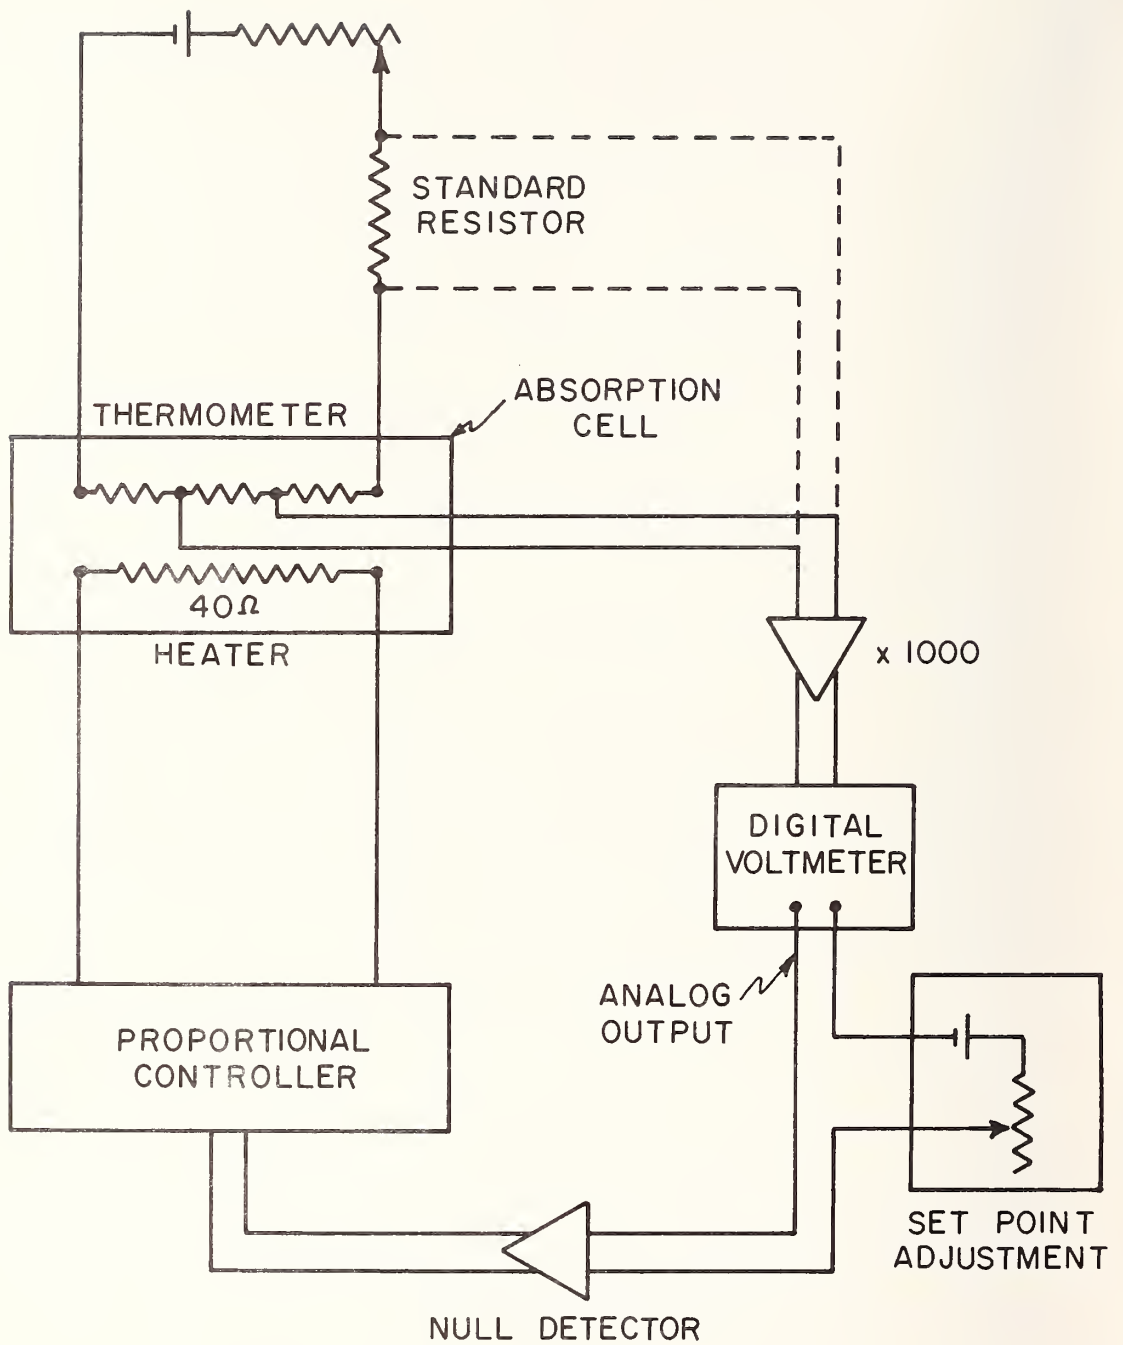 STANDARD
RESISTOR
ABSORPTION
CELL
THERMOMETER
40Ω
HEATER
x 1000
DIGITAL
VOLTMETER
ANALOG
OUTPUT
PROPORTIONAL
CONTROLLER
SET POINT
ADJUSTMENT
NULL DETECTOR